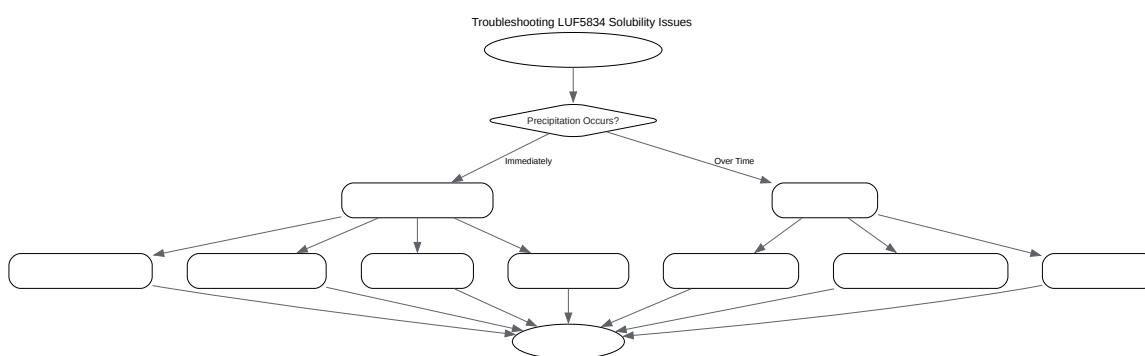 Troubleshooting LUF5834 Solubility Issues
Precipitation Occurs?
Immediately
Over Time